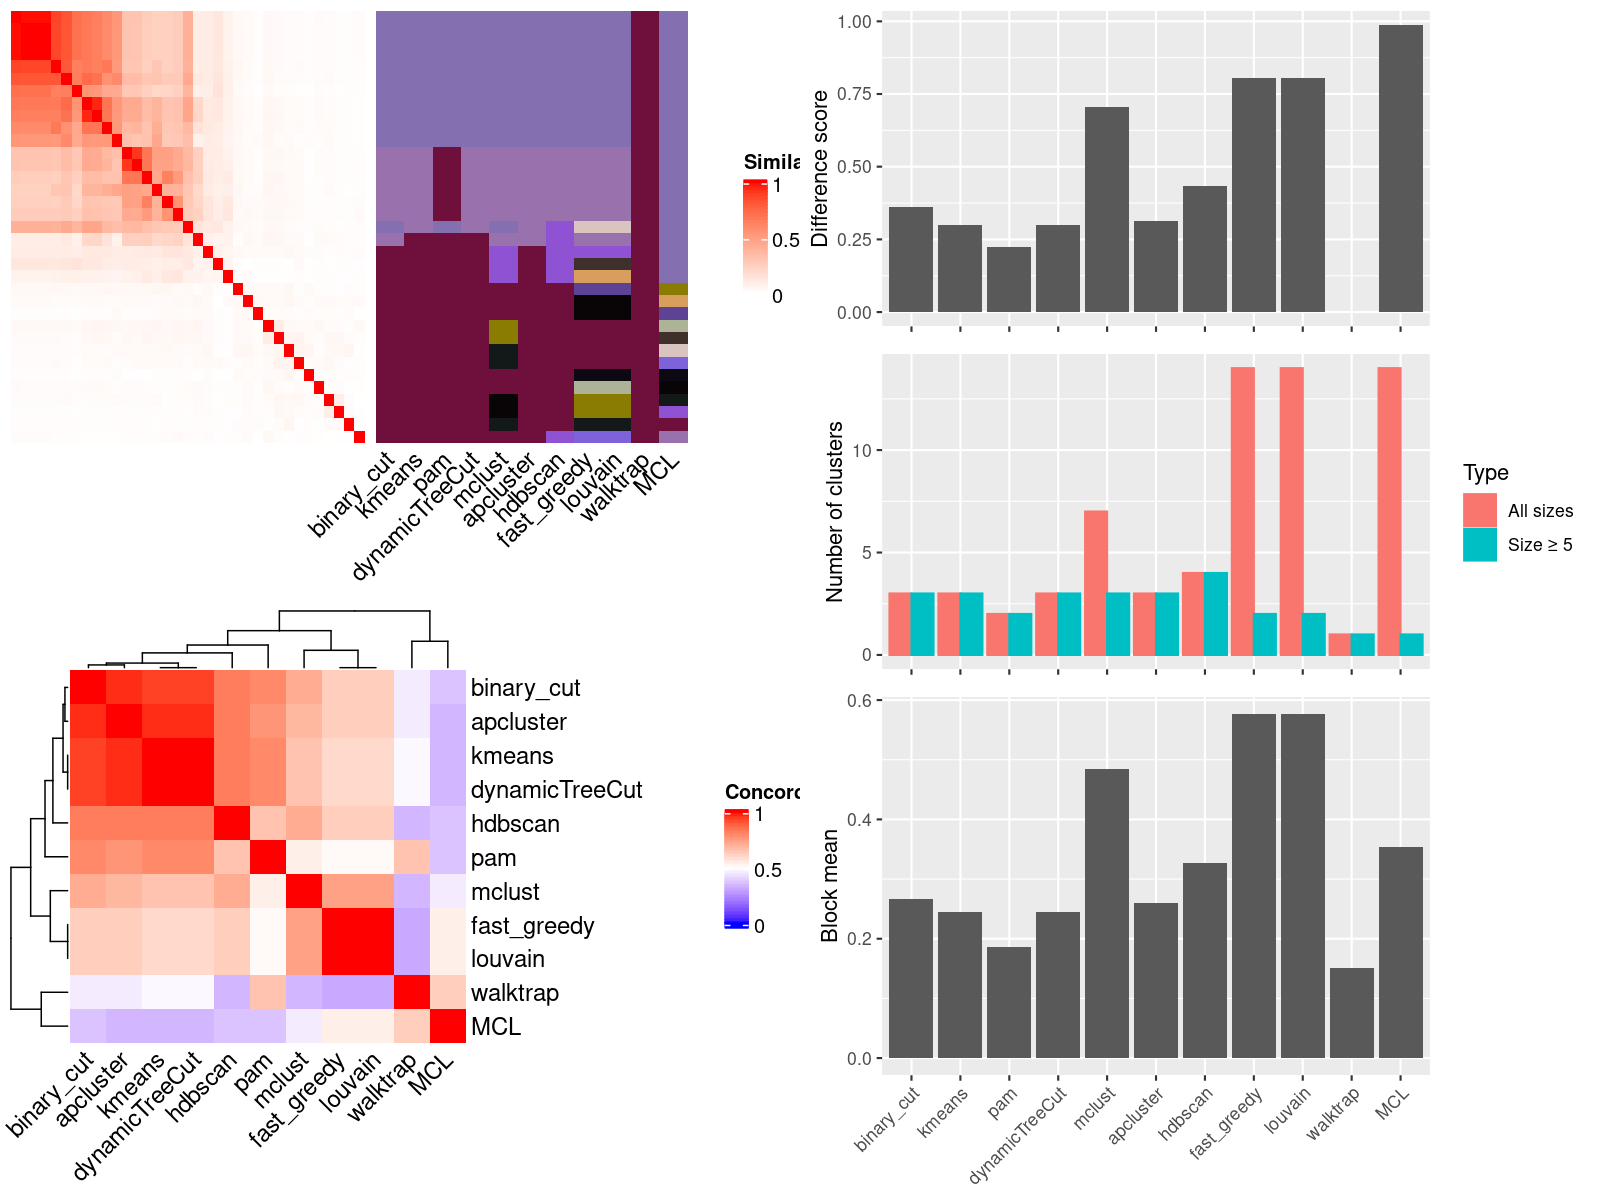 Simila
1
0.5
0
binary_cut
kmeans
pam
dynamicTreeCut
mclust
apcluster
hdbscan
fast_greedy
louvain
walktrap
MCL
binary_cut
apcluster
kmeans
dynamicTreeCut
hdbscan
pam
mclust
fast_greedy
louvain
walktrap
MCL
Concord
1
0.5
0
binary_cut
apcluster
kmeans
dynamicTreeCut
hdbscan
pam
mclust
fast_greedy
louvain
walktrap
MCL
Difference score
1.00
0.75
0.50
0.25
0.00
Number of clusters
10
5
0
Type
All sizes
Size ≥ 5
Block mean
0.6
0.4
0.2
0.0
binary_cut
kmeans
pam
dynamicTreeCut
mclust
apcluster
hdbscan
fast_greedy
louvain
walktrap
MCL